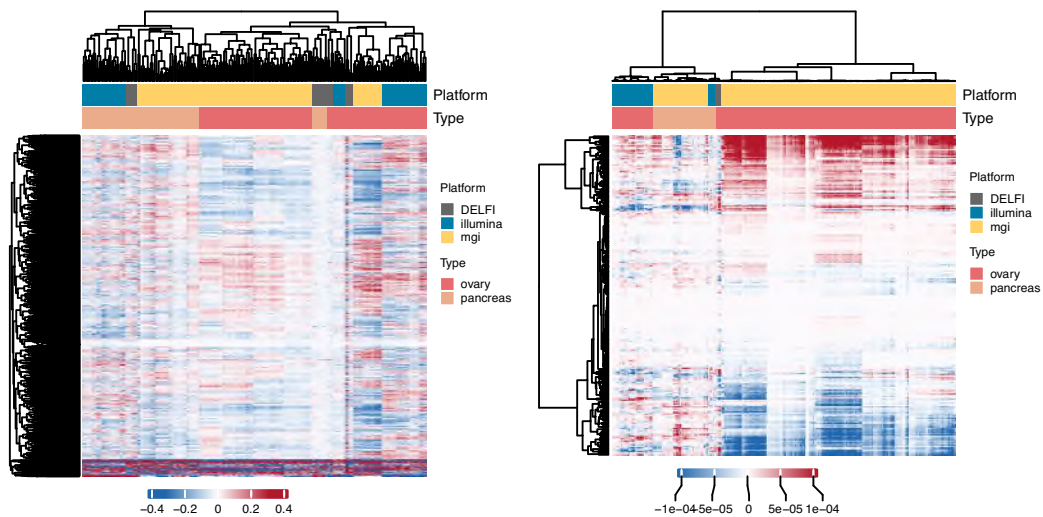 Platform
Type
Platform
DELFI
illumina
mgi
Type
ovary
pancreas
−0.4 −0.2 0 0.2 0.4
Platform
Type
Platform
DELFI
illumina
mgi
Type
ovary
pancreas
−1e−04 −5e−05 0 5e−05 1e−04